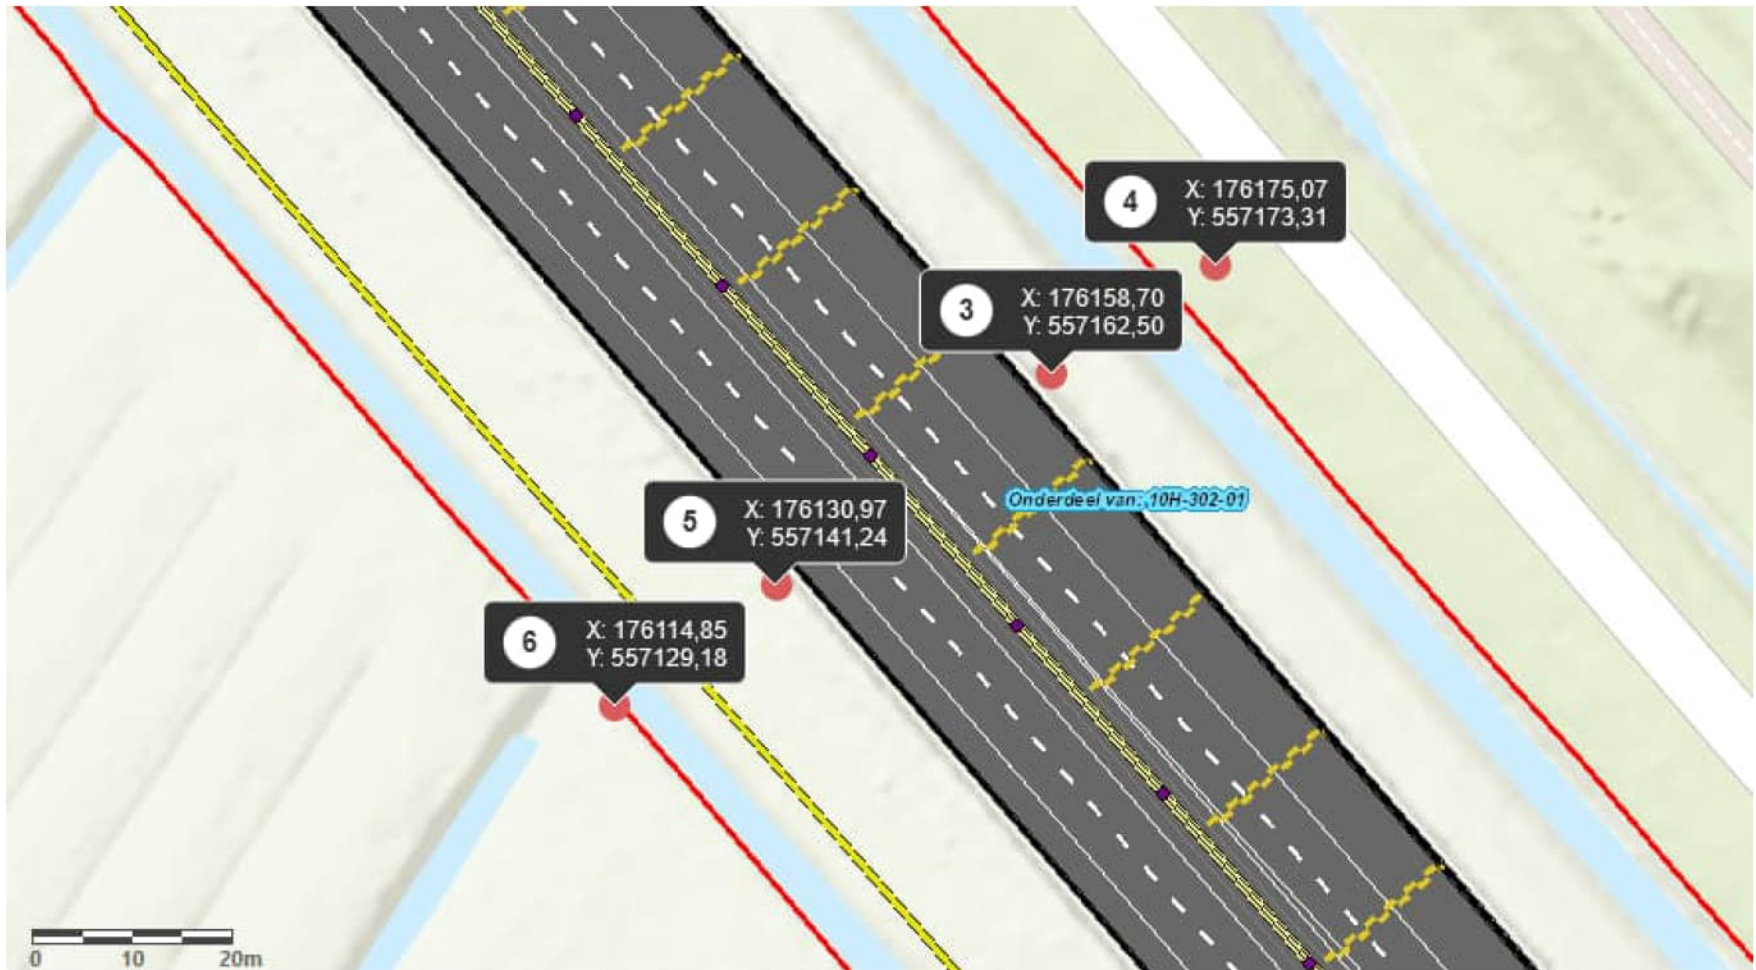 4
X: 176175,07
Y: 557173,31
3
X: 176158,70
Y: 557162,50
Onderdeel van: 10H-302-01
5
X: 176130,97
Y: 557141,24
6
X: 176114,85
Y: 557129,18
0 10 20m